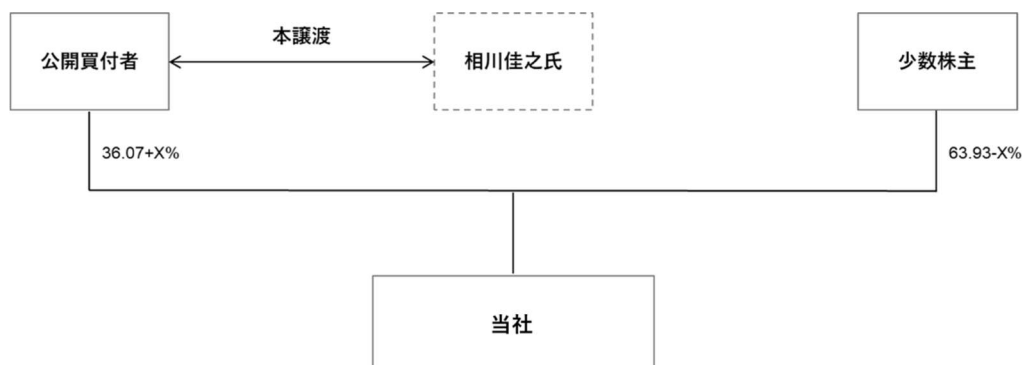 本譲渡
公開買付者
相川佳之氏
少数株主
36.07+X%
63.93-X%
当社